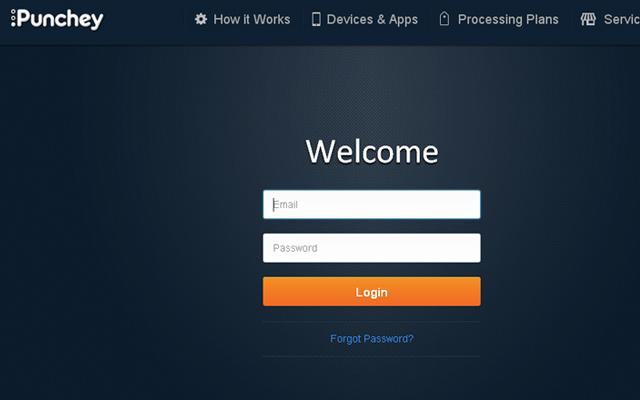 Punchey
How it Works
Devices & Apps
Processing Plans
Servic
Welcome
Email
Password
Login
Forgot Password?